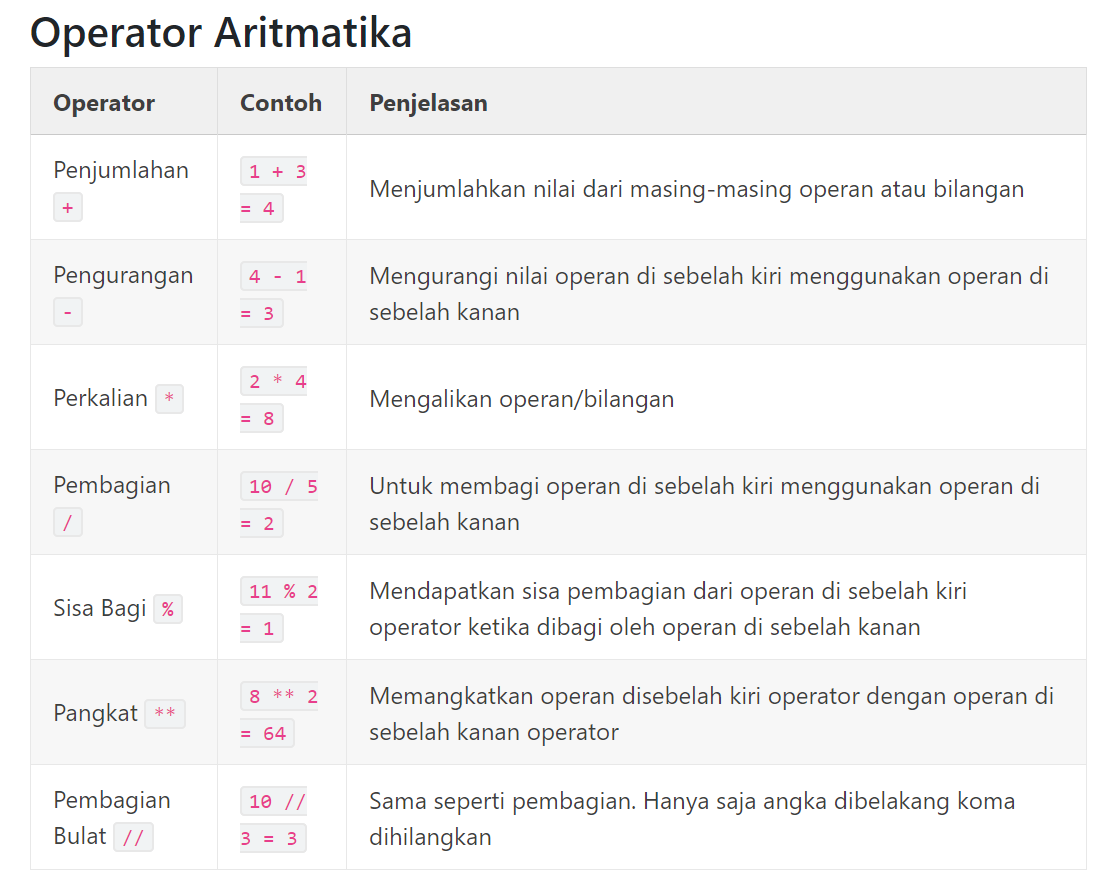 Operator Aritmatika
Operator Contoh Penjelasan
Penjumlahan
+
1 + 3
= 4
Menjumlahkan nilai dari masing-masing operan atau bilangan
Pengurangan
-
4 - 1
= 3
Mengurangi nilai operan di sebelah kiri menggunakan operan di
sebelah kanan
Perkalian *
2 * 4
= 8
Mengalikan operan/bilangan
Pembagian
/
10 / 5
= 2
Untuk membagi operan di sebelah kiri menggunakan operan di
sebelah kanan
Sisa Bagi %
11 % 2
= 1
Mendapatkan sisa pembagian dari operan di sebelah kiri
operator ketika dibagi oleh operan di sebelah kanan
Pangkat **
8 ** 2
= 64
Memangkatkan operan disebelah kiri operator dengan operan di
sebelah kanan operator
Pembagian
Bulat //
10 //
3 = 3
Sama seperti pembagian. Hanya saja angka dibelakang koma
dihilangkan